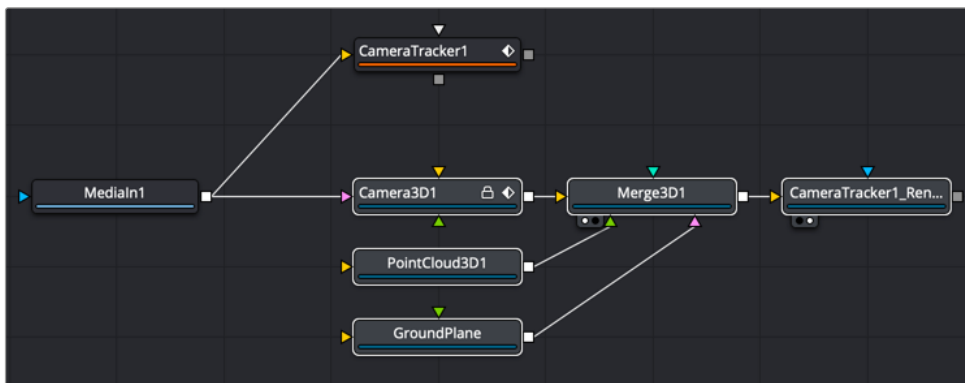 CameraTracker1
MediaIn1
Camera3D1
Merge3D1
CameraTracker1_Ren...
PointCloud3D1
GroundPlane